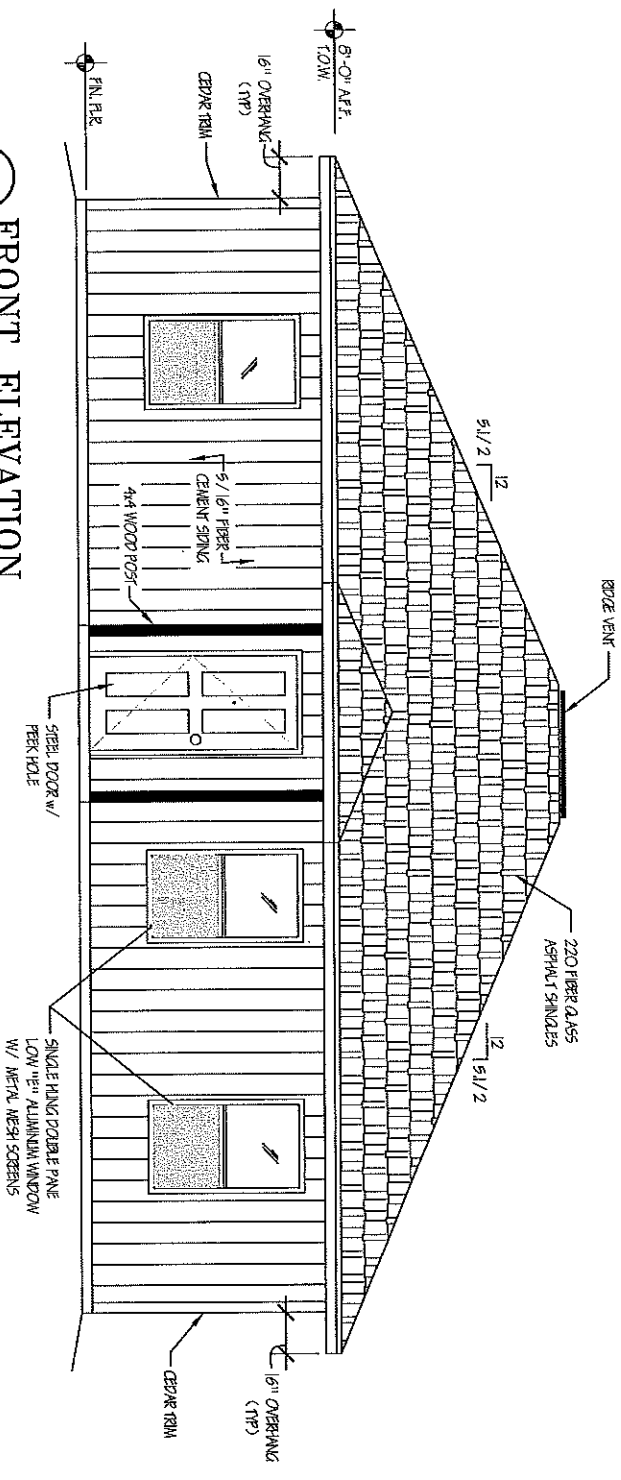 RIDGE VENT
220 FIBERGLASS
ASPHALT SHINGLES
12
5 1/2
12
5 1/2
8'-0" A.F.F.
T.O.W.
16" OVERHANG
(TYP)
CEDAR TRIM
FIN. FLR.
5/16" FIBER
CEMENT SIDING
4x4 WOOD POST
STEEL DOOR w/
PEEK HOLE
SINGLE HUNG DOUBLE PANE
LOW "E" ALUMINUM WINDOW
W/ METAL MESH SCREENS
16" OVERHANG
(TYP)
CEDAR TRIM
FRONT ELEVATION